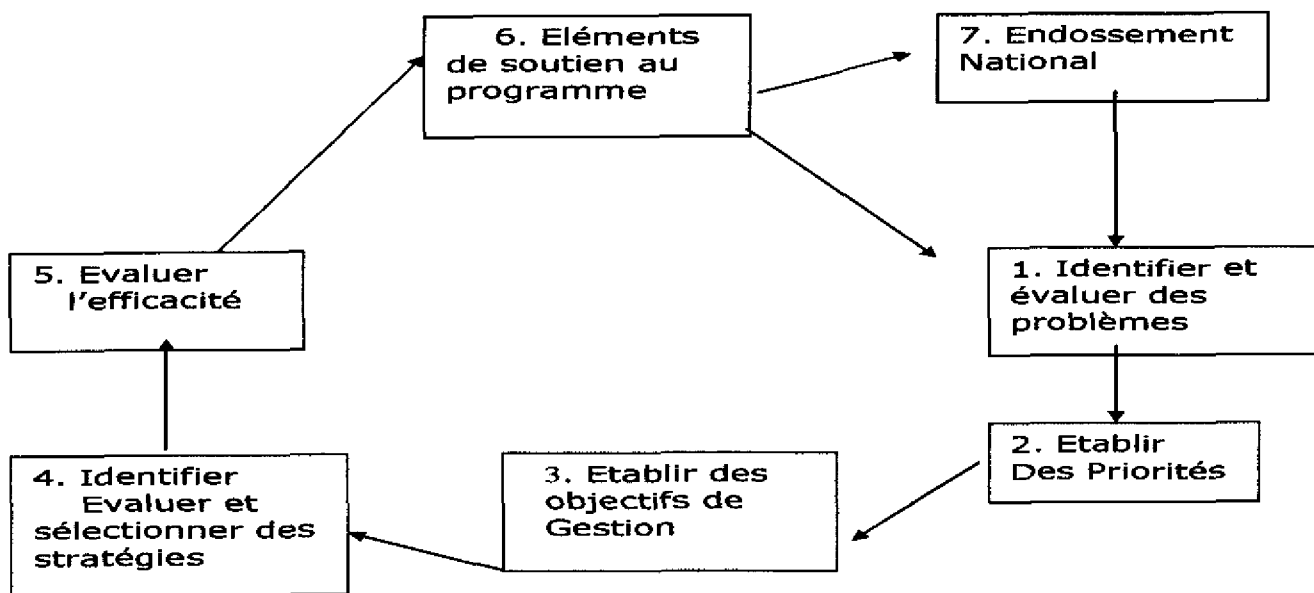 6. Eléments
de soutien au
programme
7. Endossement
National
5. Evaluer
l'efficacité
1. Identifier et
évaluer des
problèmes
4. Identifier
Evaluer et
sélectionner des
stratégies
3. Etablir des
objectifs de
Gestion
2. Etablir
Des Priorités